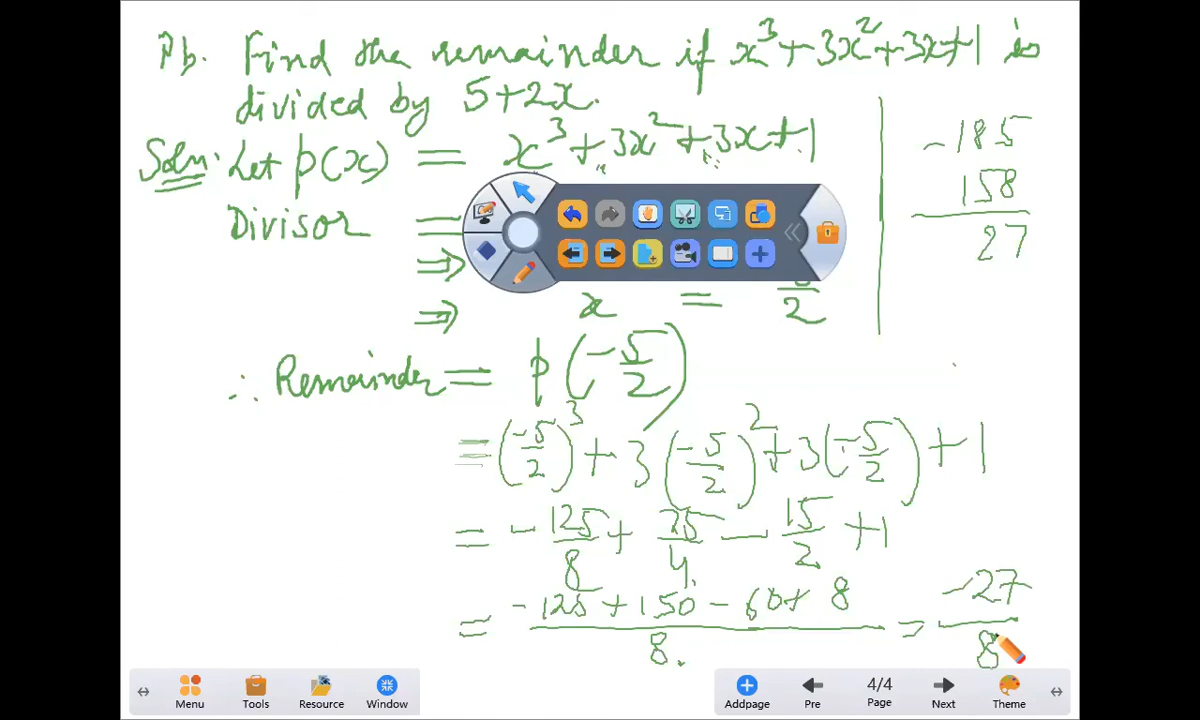 Pb. Find the remainder if x³ + 3x² + 3x + 1 is
divided by 5 + 2x.
Soln: Let p(x) = x³ + 3x² + 3x + 1
Divisor =
⇒
⇒ x = 2
∴ Remainder = p(-5/2)
= (-5/2)³ + 3(-5/2)² + 3(-5/2) + 1
= -125/8 + 25/4 - 15/2 + 1
= -125 + 150 - 60 + 8 / 8. = -27/8
-185
158
27
Menu Tools Resource Window
Addpage Pre 4/4 Page Next Theme